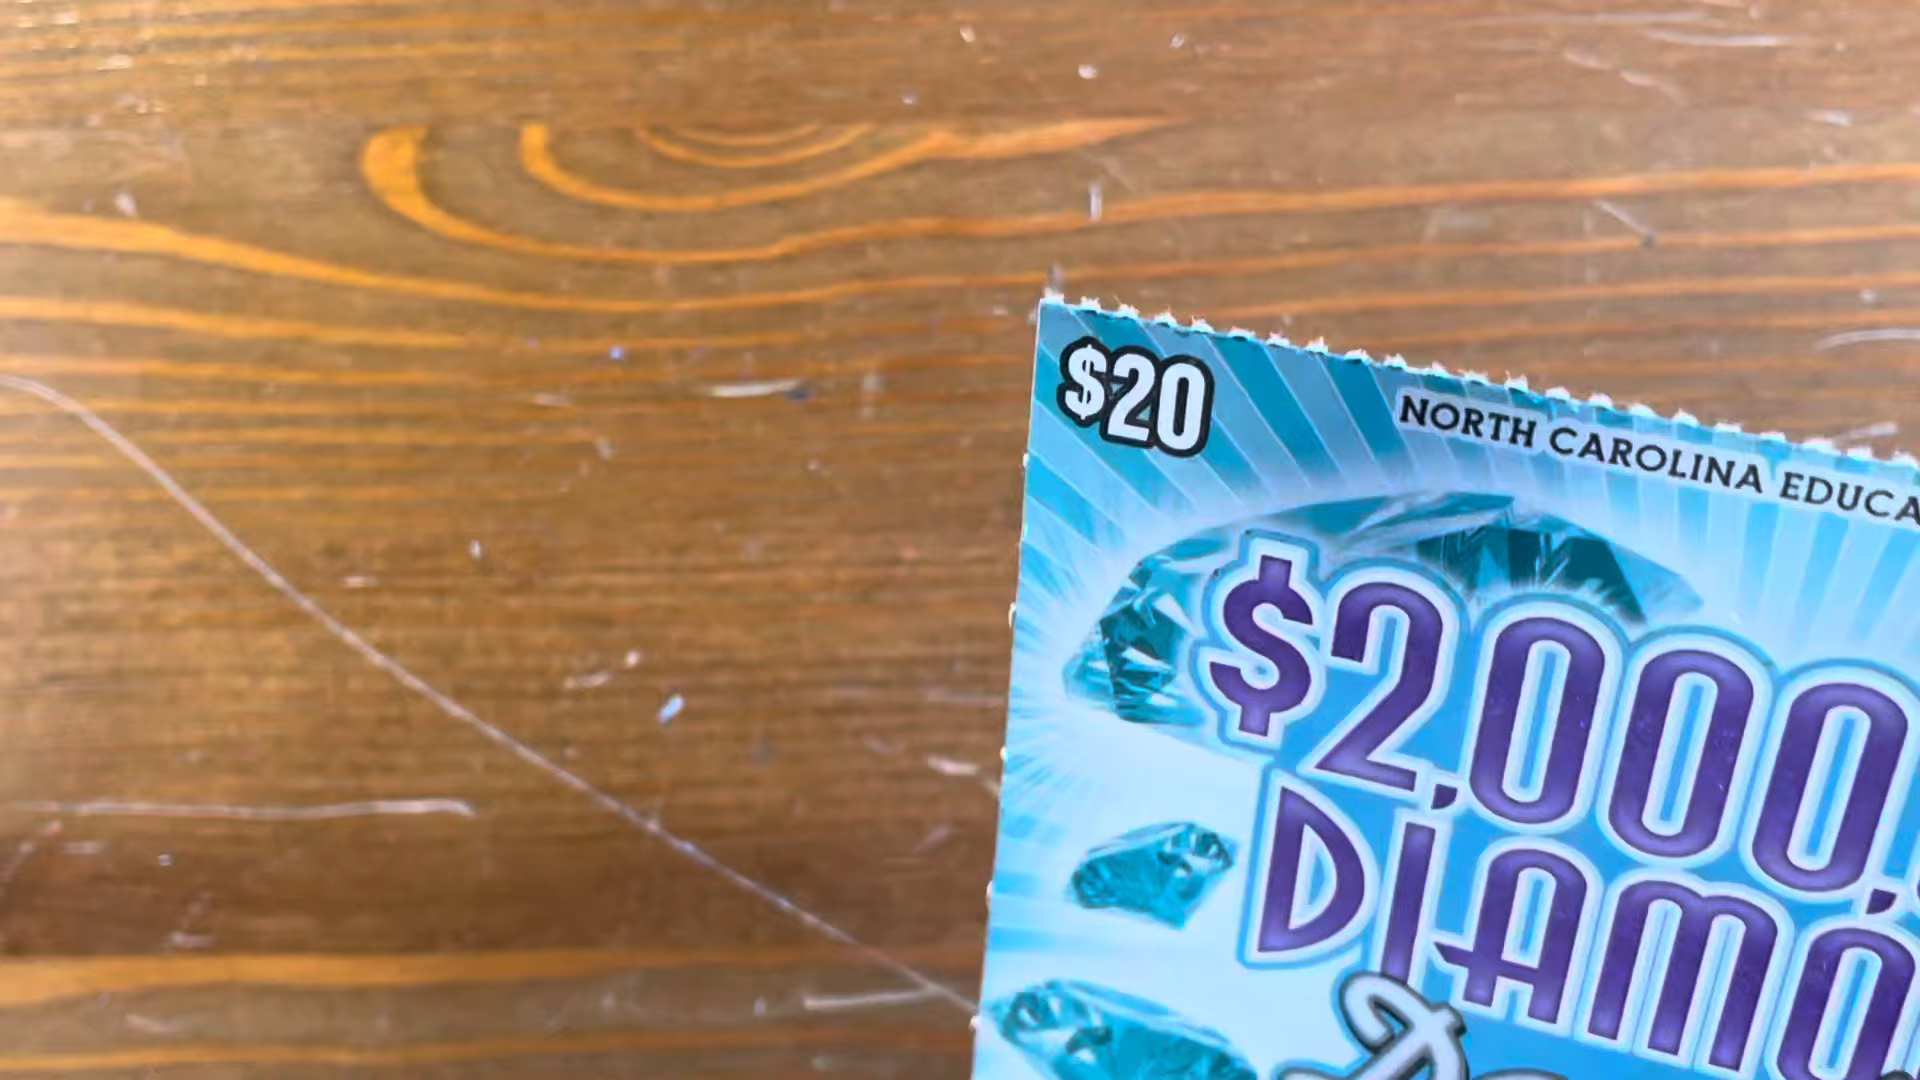 $20
NORTH CAROLINA EDUCA
$2,000,
DIAMO